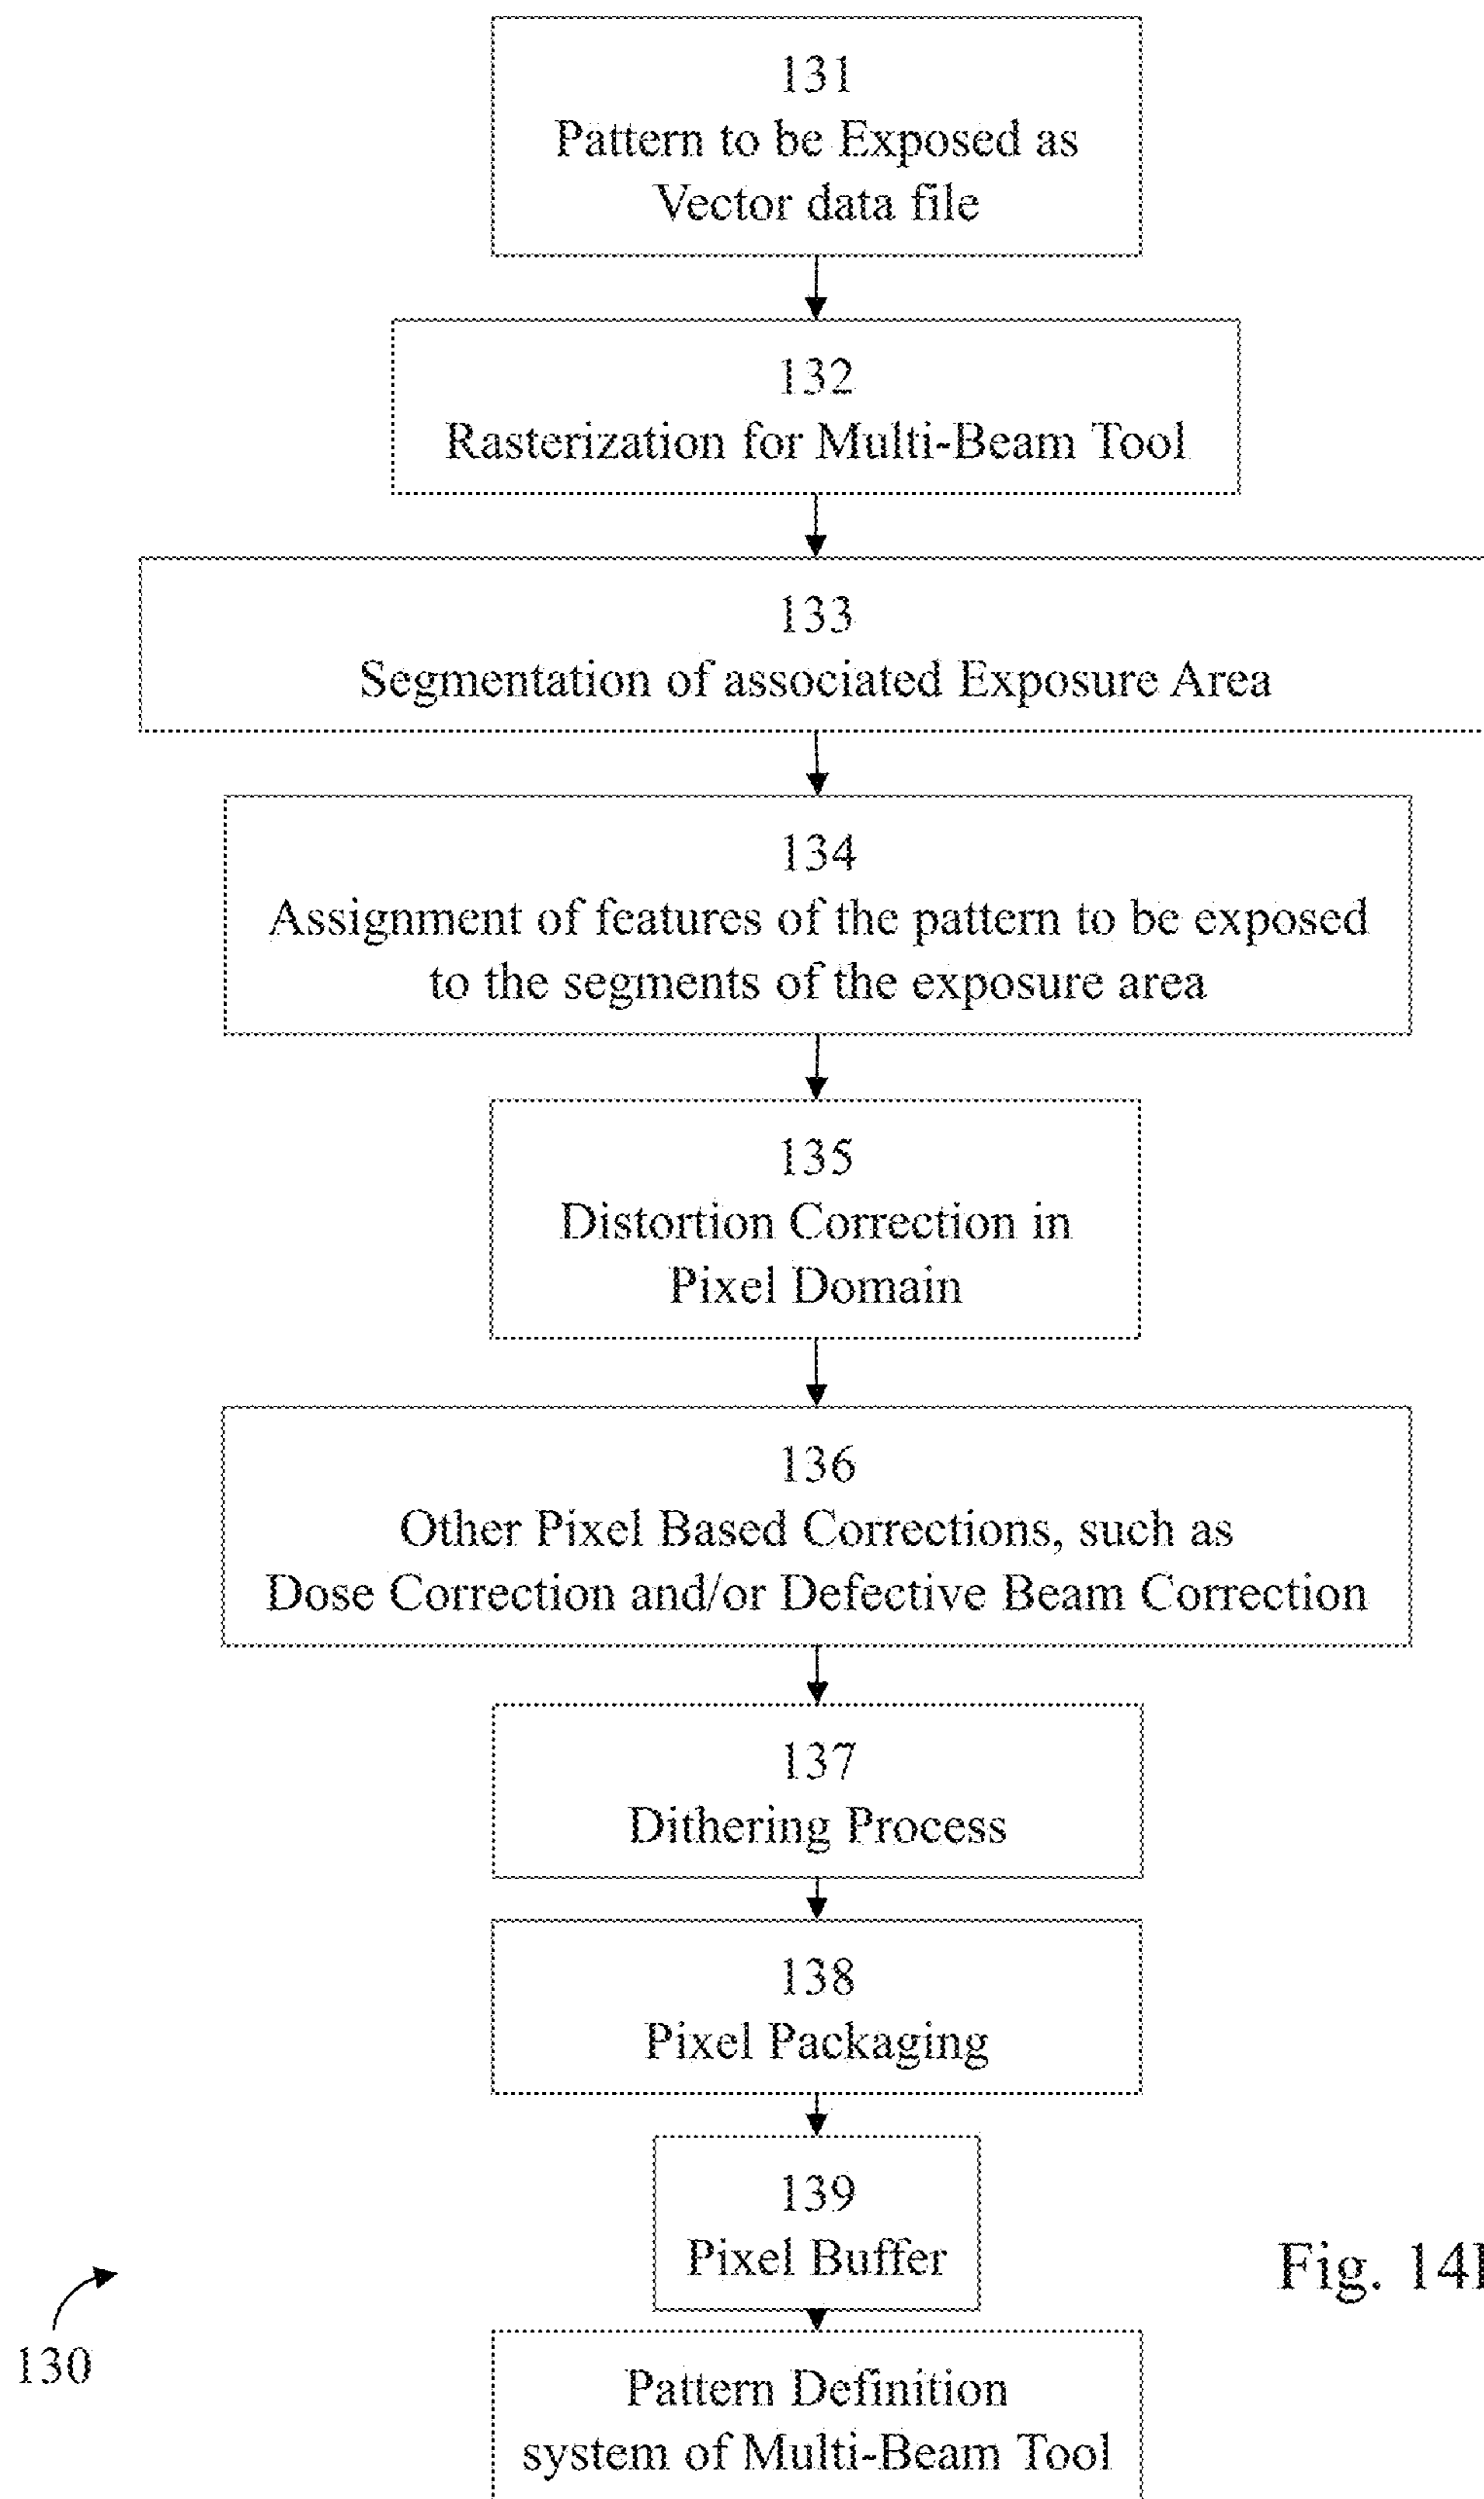 131
Pattern to be Exposed as
Vector data file
132
Rasterization for Multi-Beam Tool
133
Segmentation of associated Exposure Area
134
Assignment of features of the pattern to be exposed
to the segments of the exposure area
135
Distortion Correction in
Pixel Domain
136
Other Pixel Based Corrections, such as
Dose Correction and/or Defective Beam Correction
137
Dithering Process
138
Pixel Packaging
139
Pixel Buffer
Fig.
130
Pattern Definition
system of Multi-Beam Tool